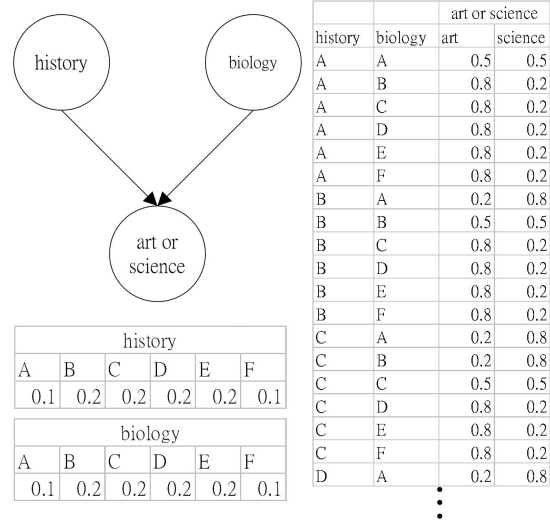 history
biology
art or
science
history
A B C D E F
0.1 0.2 0.2 0.2 0.2 0.1
biology
A B C D E F
0.1 0.2 0.2 0.2 0.2 0.1
art or science
history biology art science
A A 0.5 0.5
A B 0.8 0.2
A C 0.8 0.2
A D 0.8 0.2
A E 0.8 0.2
A F 0.8 0.2
B A 0.2 0.8
B B 0.5 0.5
B C 0.8 0.2
B D 0.8 0.2
B E 0.8 0.2
B F 0.8 0.2
C A 0.2 0.8
C B 0.2 0.8
C C 0.5 0.5
C D 0.8 0.2
C E 0.8 0.2
C F 0.8 0.2
D A 0.2 0.8